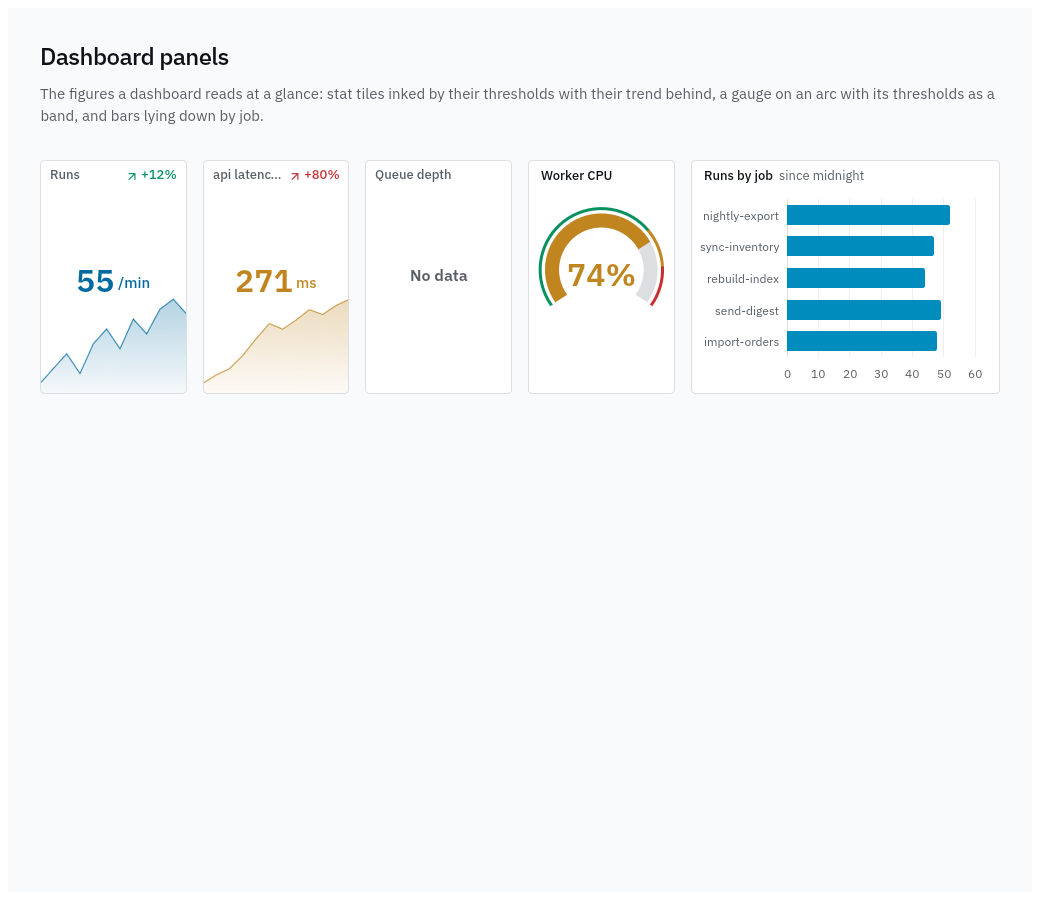 Dashboard panels
The figures a dashboard reads at a glance: stat tiles inked by their thresholds with their trend behind, a gauge on an arc with its thresholds as a
band, and bars lying down by job.
Runs +12%
55 /min
api latenc... +80%
271 ms
Queue depth
No data
Worker CPU
74%
Runs by job since midnight
nightly-export
sync-inventory
rebuild-index
send-digest
import-orders
0 10 20 30 40 50 60